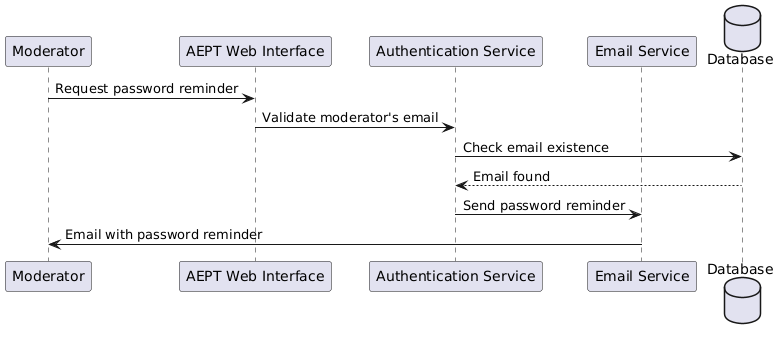 Moderator
AEPT Web Interface
Authentication Service
Email Service
Database
Request password reminder
Validate moderator's email
Check email existence
Email found
Send password reminder
Email with password reminder
Moderator
AEPT Web Interface
Authentication Service
Email Service
Database